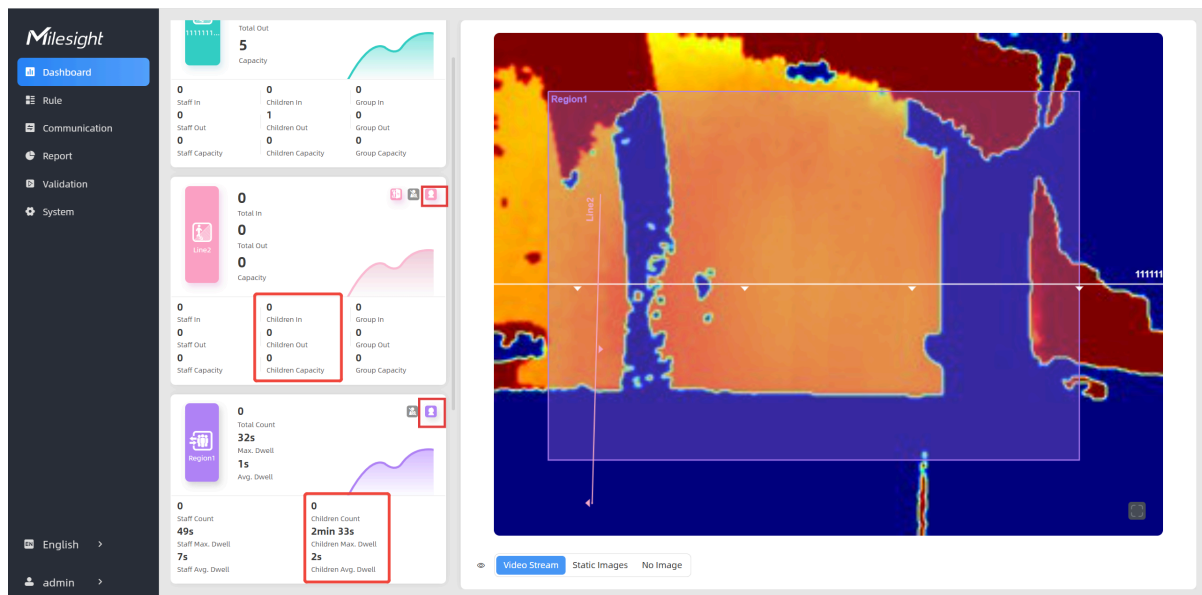 Milesight
Dashboard
Rule
Communication
Report
Validation
System
EN English >
admin >
1111111...
Total Out
5
Capacity
0
Staff In
0
Children In
0
Group In
0
Staff Out
1
Children Out
0
Group Out
0
Staff Capacity
0
Children Capacity
0
Group Capacity
Line2
0
Total In
0
Total Out
0
Capacity
0
Staff In
0
Children In
0
Group In
0
Staff Out
0
Children Out
0
Group Out
0
Staff Capacity
0
Children Capacity
0
Group Capacity
Region1
0
Total Count
32s
Max. Dwell
1s
Avg. Dwell
0
Staff Count
0
Children Count
49s
Staff Max. Dwell
2min 33s
Children Max. Dwell
7s
Staff Avg. Dwell
2s
Children Avg. Dwell
Region1
Line2
111111
Video Stream Static Images No Image